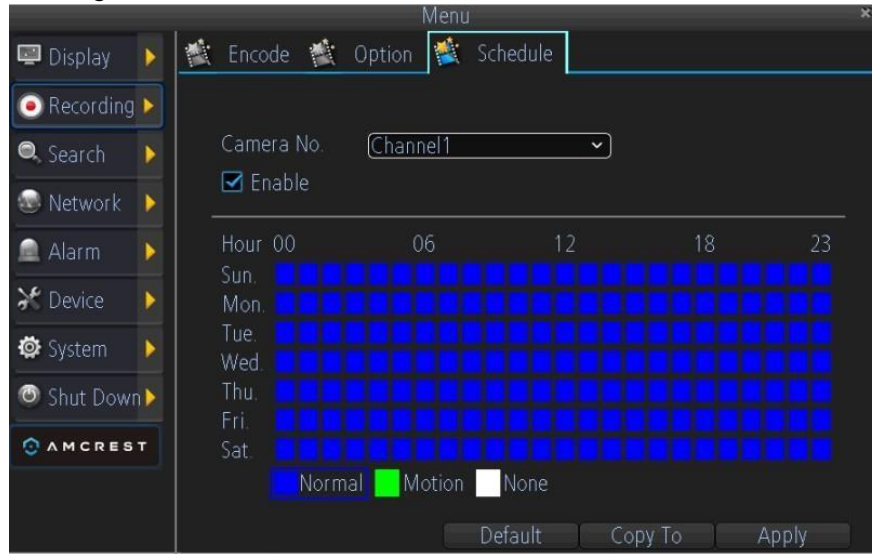 Menu
Display
Recording
Search
Network
Alarm
Device
System
Shut Down
AMCREST
Encode Option Schedule
Camera No. Channel1
Enable
Hour 00 06 12 18 23
Sun.
Mon.
Tue.
Wed.
Thu.
Fri.
Sat.
Normal Motion None
Default Copy To Apply